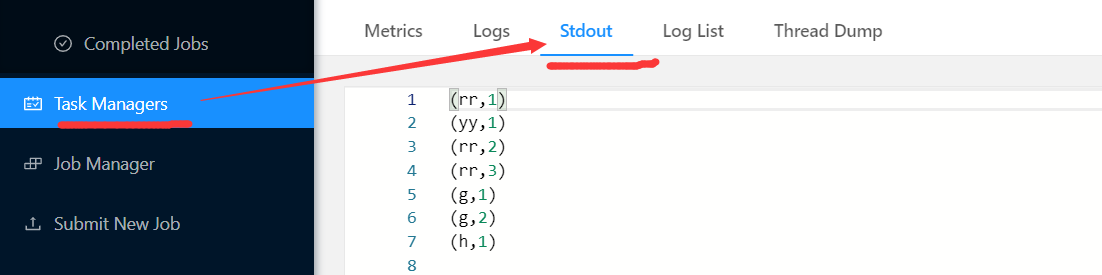 Completed Jobs
Task Managers
Job Manager
Submit New Job
Metrics Logs Stdout Log List Thread Dump
1 (rr,1)
2 (yy,1)
3 (rr,2)
4 (rr,3)
5 (g,1)
6 (g,2)
7 (h,1)
8